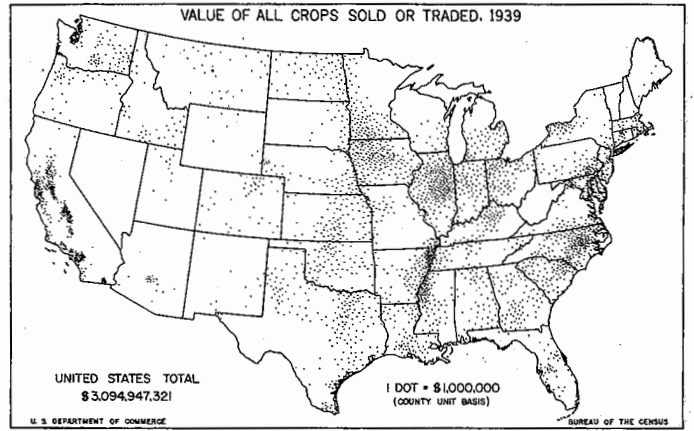 VALUE OF ALL CROPS SOLD OR TRADED, 1939
UNITED STATES TOTAL
$3,094,947,321
1 DOT = $1,000,000
(COUNTY UNIT BASIS)
U. S. DEPARTMENT OF COMMERCE
BUREAU OF THE CENSUS